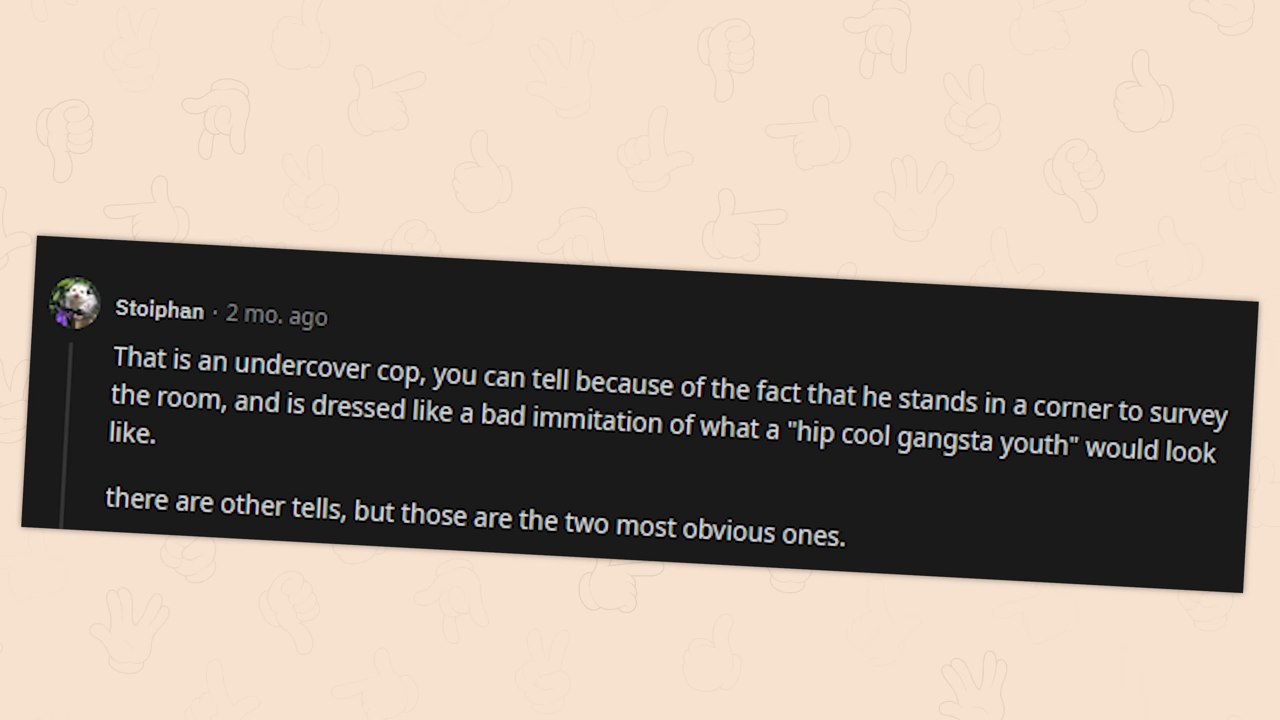 Stoiphan · 2 mo. ago
That is an undercover cop, you can tell because of the fact that he stands in a corner to survey
the room, and is dressed like a bad immitation of what a "hip cool gangsta youth" would look
like.
there are other tells, but those are the two most obvious ones.